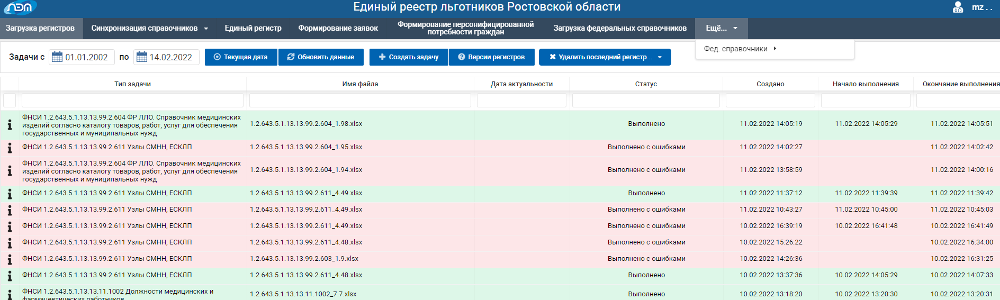 ЛДМ
Единый реестр льготников Ростовской области
mz . .
Загрузка регистров
Синхронизация справочников
Единый регистр
Формирование заявок
Формирование персонифицированной
потребности граждан
Загрузка федеральных справочников
Ещё...
Фед. справочники
Задачи с 01.01.2002 по 14.02.2022
Текущая дата
Обновить данные
Создать задачу
Версии регистров
Удалить последний регистр...
Тип задачи Имя файла Дата актуальности Статус Создано Начало выполнения Окончание выполнения
ФНСИ 1.2.643.5.1.13.13.99.2.604 ФР ЛЛО. Справочник медицинских
изделий согласно каталогу товаров, работ, услуг для обеспечения
государственных и муниципальных нужд
1.2.643.5.1.13.13.99.2.604_1.98.xlsx Выполнено 11.02.2022 14:05:19 11.02.2022 14:05:29 11.02.2022 14:05:51
ФНСИ 1.2.643.5.1.13.13.99.2.611 Узлы СМНН, ЕСКЛП 1.2.643.5.1.13.13.99.2.604_1.95.xlsx Выполнено с ошибками 11.02.2022 14:02:27 11.02.2022 14:02:42
ФНСИ 1.2.643.5.1.13.13.99.2.604 ФР ЛЛО. Справочник медицинских
изделий согласно каталогу товаров, работ, услуг для обеспечения
государственных и муниципальных нужд
1.2.643.5.1.13.13.99.2.604_1.94.xlsx Выполнено с ошибками 11.02.2022 13:58:59 11.02.2022 14:00:16
ФНСИ 1.2.643.5.1.13.13.99.2.611 Узлы СМНН, ЕСКЛП 1.2.643.5.1.13.13.99.2.611_4.49.xlsx Выполнено 11.02.2022 11:37:12 11.02.2022 11:39:39 11.02.2022 11:39:42
ФНСИ 1.2.643.5.1.13.13.99.2.611 Узлы СМНН, ЕСКЛП 1.2.643.5.1.13.13.99.2.611_4.49.xlsx Выполнено с ошибками 11.02.2022 10:43:27 11.02.2022 10:45:00 11.02.2022 10:45:03
ФНСИ 1.2.643.5.1.13.13.99.2.611 Узлы СМНН, ЕСКЛП 1.2.643.5.1.13.13.99.2.611_4.49.xlsx Выполнено с ошибками 10.02.2022 16:39:19 10.02.2022 16:41:48 10.02.2022 16:41:49
ФНСИ 1.2.643.5.1.13.13.99.2.611 Узлы СМНН, ЕСКЛП 1.2.643.5.1.13.13.99.2.611_4.48.xlsx Выполнено с ошибками 10.02.2022 15:26:22 10.02.2022 16:34:00
ФНСИ 1.2.643.5.1.13.13.99.2.611 Узлы СМНН, ЕСКЛП 1.2.643.5.1.13.13.99.2.603_1.9.xlsx Выполнено с ошибками 10.02.2022 14:26:36 10.02.2022 16:31:25
ФНСИ 1.2.643.5.1.13.13.99.2.611 Узлы СМНН, ЕСКЛП 1.2.643.5.1.13.13.99.2.611_4.48.xlsx Выполнено 10.02.2022 13:37:36 10.02.2022 14:05:29 10.02.2022 14:07:33
ФНСИ 1.2.643.5.1.13.13.11.1002 Должности медицинских и
фармацевтических работников
1.2.643.5.1.13.13.11.1002_7.7.xlsx Выполнено 10.02.2022 13:18:20 10.02.2022 13:20:30 10.02.2022 13:20:31